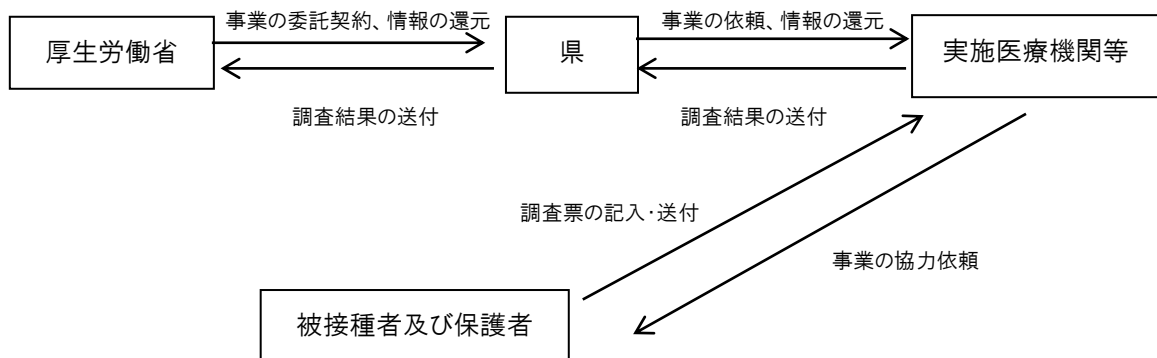 事業の委託契約、情報の還元
事業の依頼、情報の還元
厚生労働省
県
実施医療機関等
調査結果の送付
調査結果の送付
調査票の記入・送付
事業の協力依頼
被接種者及び保護者